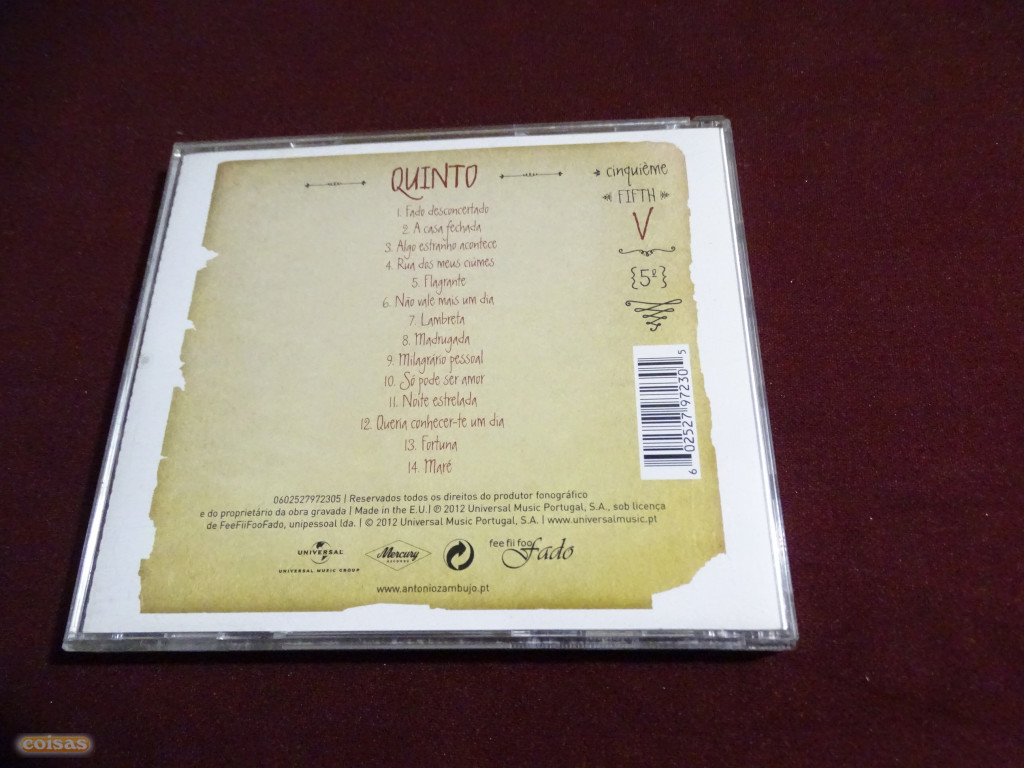 QUINTO
1. Fado desconcertado
2. A casa fechada
3. Algo estranho acontece
4. Rua dos meus ciúmes
5. Flagrante
6. Não vale mais um dia
7. Lambreta
8. Madrugada
9. Milagrário pessoal
10. Só pode ser amor
11. Noite estrelada
12. Queria conhecer-te um dia
13. Fortuna
14. Maré
cinquième
FIFTH
V
{5º}
6 02527 97230 5
0602527972305 | Reservados todos os direitos do produtor fonográfico
e do proprietário da obra gravada | Made in the E.U.| ℗ 2012 Universal Music Portugal, S.A., sob licença
de FeeFiiFooFado, unipessoal lda. | © 2012 Universal Music Portugal, S.A. | www.universalmusic.pt
UNIVERSAL
UNIVERSAL MUSIC GROUP
Mercury
RECORDS
fee fii foo Fado
www.antoniozambujo.pt
coisas